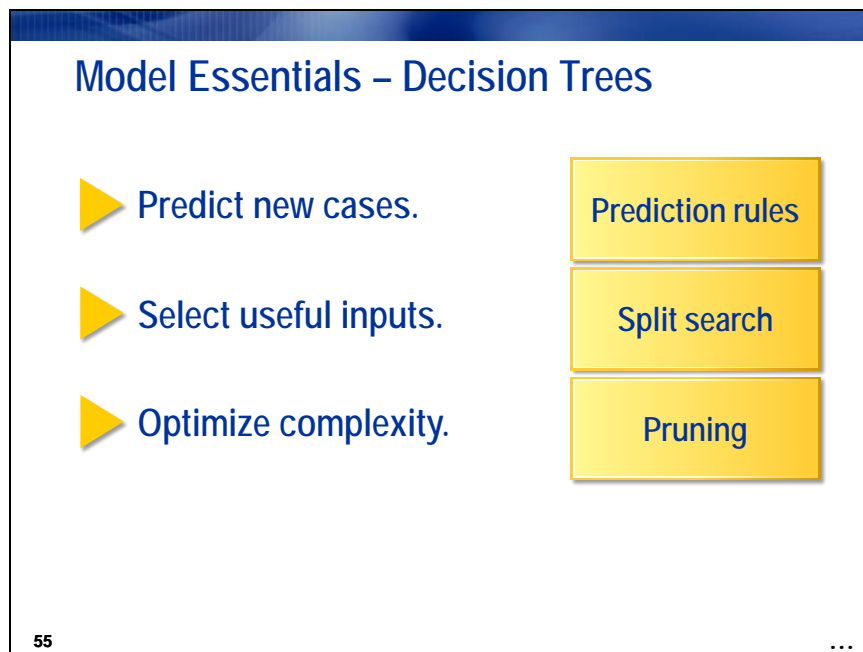 Model Essentials – Decision Trees
Predict new cases.
Prediction rules
Select useful inputs.
Split search
Optimize complexity.
Pruning
55
...